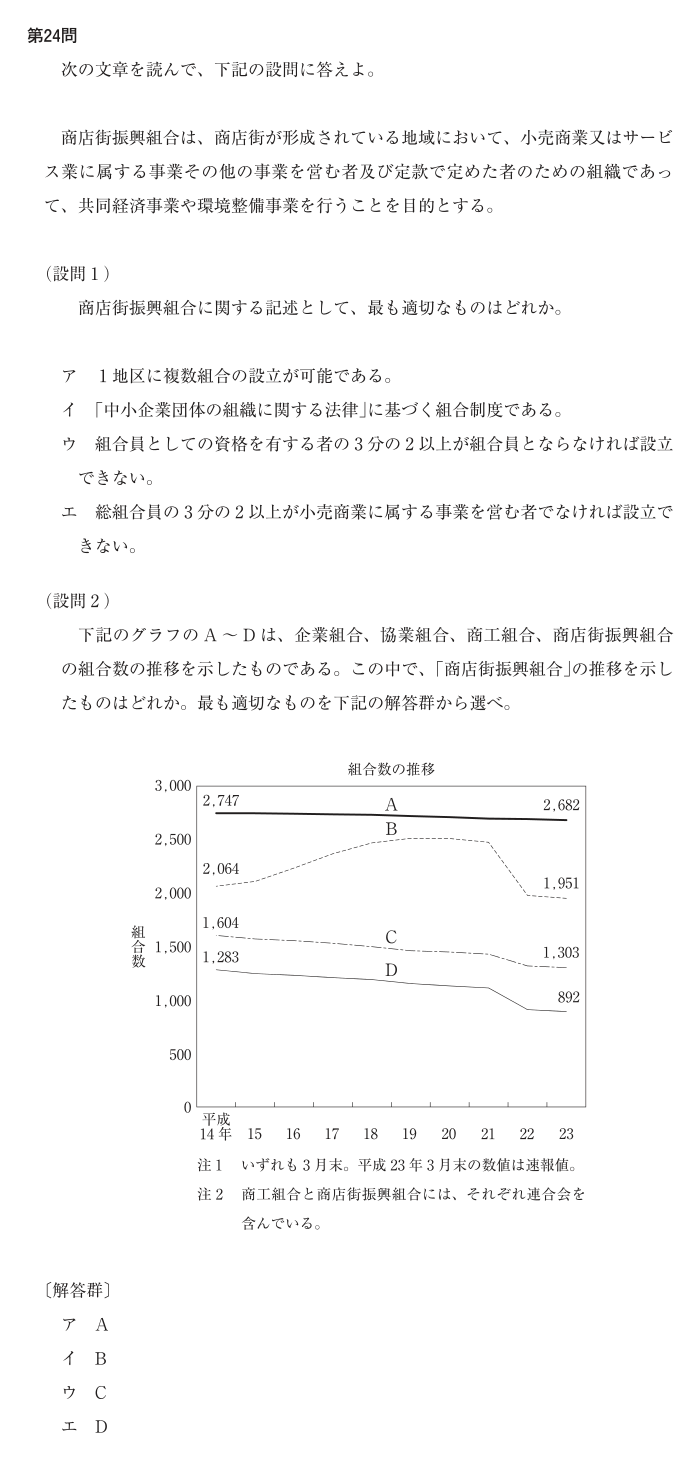 第24問
次の文章を読んで、下記の設問に答えよ。
商店街振興組合は、商店街が形成されている地域において、小売商業又はサービ
ス業に属する事業その他の事業を営む者及び定款で定めた者のための組織であっ
て、共同経済事業や環境整備事業を行うことを目的とする。
（設問1）
商店街振興組合に関する記述として、最も適切なものはどれか。
ア　1地区に複数組合の設立が可能である。
イ　「中小企業団体の組織に関する法律」に基づく組合制度である。
ウ　組合員としての資格を有する者の3分の2以上が組合員とならなければ設立
できない。
エ　総組合員の3分の2以上が小売商業に属する事業を営む者でなければ設立で
きない。
（設問2）
下記のグラフのA～Dは、企業組合、協業組合、商工組合、商店街振興組合
の組合数の推移を示したものである。この中で、「商店街振興組合」の推移を示し
たものはどれか。最も適切なものを下記の解答群から選べ。
組合数の推移
3,000
2,747
A
2,682
2,500
B
2,064
2,000
1,951
1,604
組合数
1,500
C
1,303
1,283
D
1,000
892
500
0
平成
14年 15 16 17 18 19 20 21 22 23
注1　いずれも3月末。平成23年3月末の数値は速報値。
注2　商工組合と商店街振興組合には、それぞれ連合会を
含んでいる。
〔解答群〕
ア　A
イ　B
ウ　C
エ　D